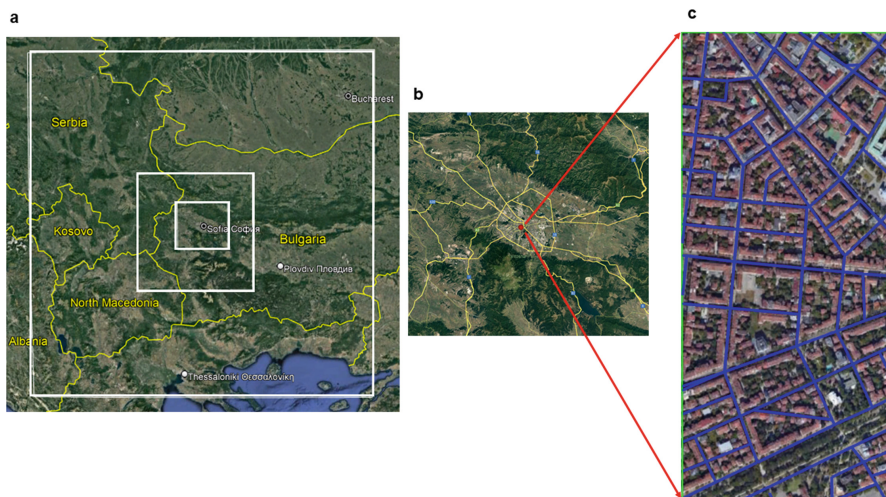 a
b
c
Serbia
Bucharest
Kosovo
Sofia София
Bulgaria
Plovdiv Пловдив
North Macedonia
Albania
Thessaloniki Θεσσαλονίκη